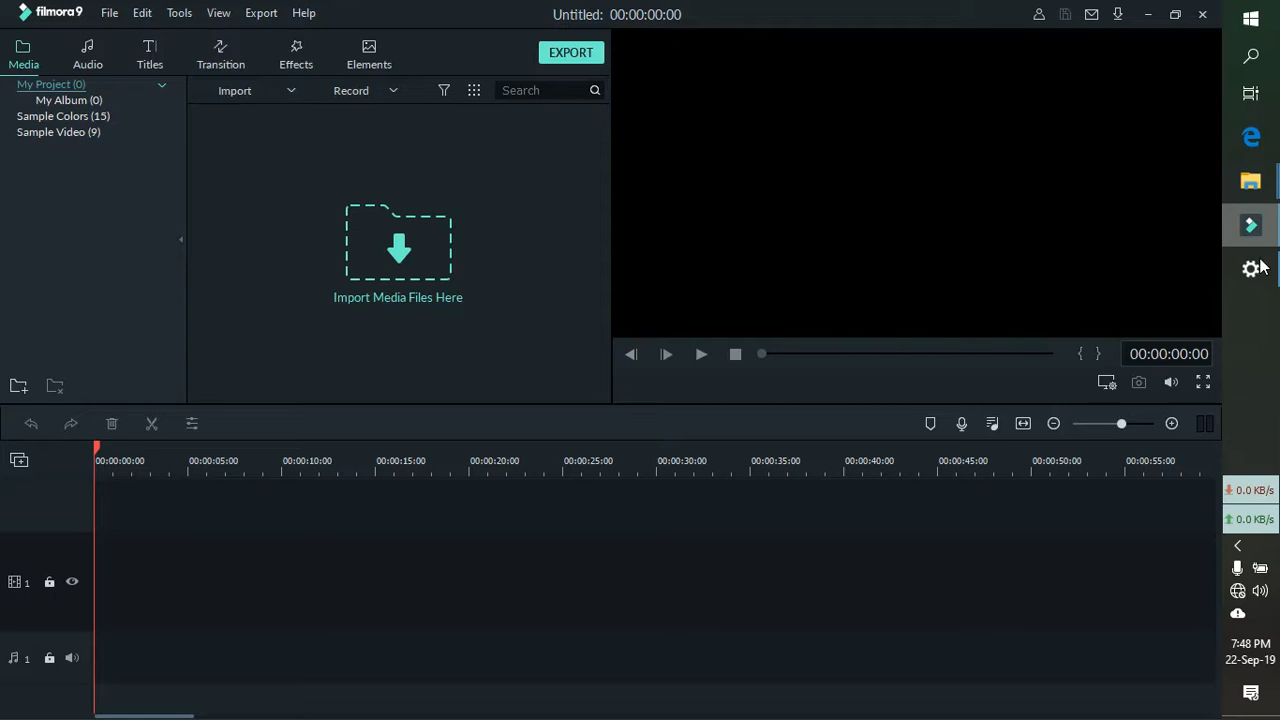 filmora9 File Edit Tools View Export Help Untitled: 00:00:00:00
Media Audio Titles Transition Effects Elements EXPORT
My Project (0)
My Album (0)
Sample Colors (15)
Sample Video (9)
Import Record Search
Import Media Files Here
{ } 00:00:00:00
00:00:00:00 00:00:05:00 00:00:10:00 00:00:15:00 00:00:20:00 00:00:25:00 00:00:30:00 00:00:35:00 00:00:40:00 00:00:45:00 00:00:50:00 00:00:55:00
1
1
0.0 KB/s
0.0 KB/s
7:48 PM
22-Sep-19